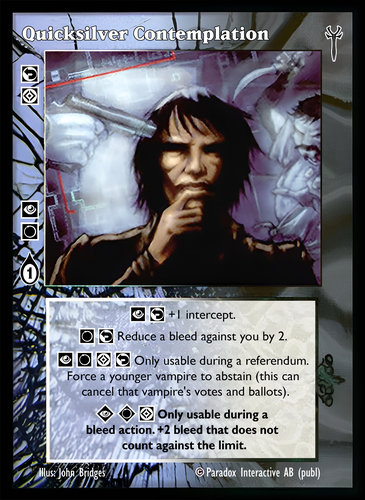 Quicksilver Contemplation
1
+1 intercept.
Reduce a bleed against you by 2.
Only usable during a referendum.
Force a younger vampire to abstain (this can
cancel that vampire's votes and ballots).
Only usable during a
bleed action. +2 bleed that does not
count against the limit.
Illus: John Bridges
© Paradox Interactive AB (publ)